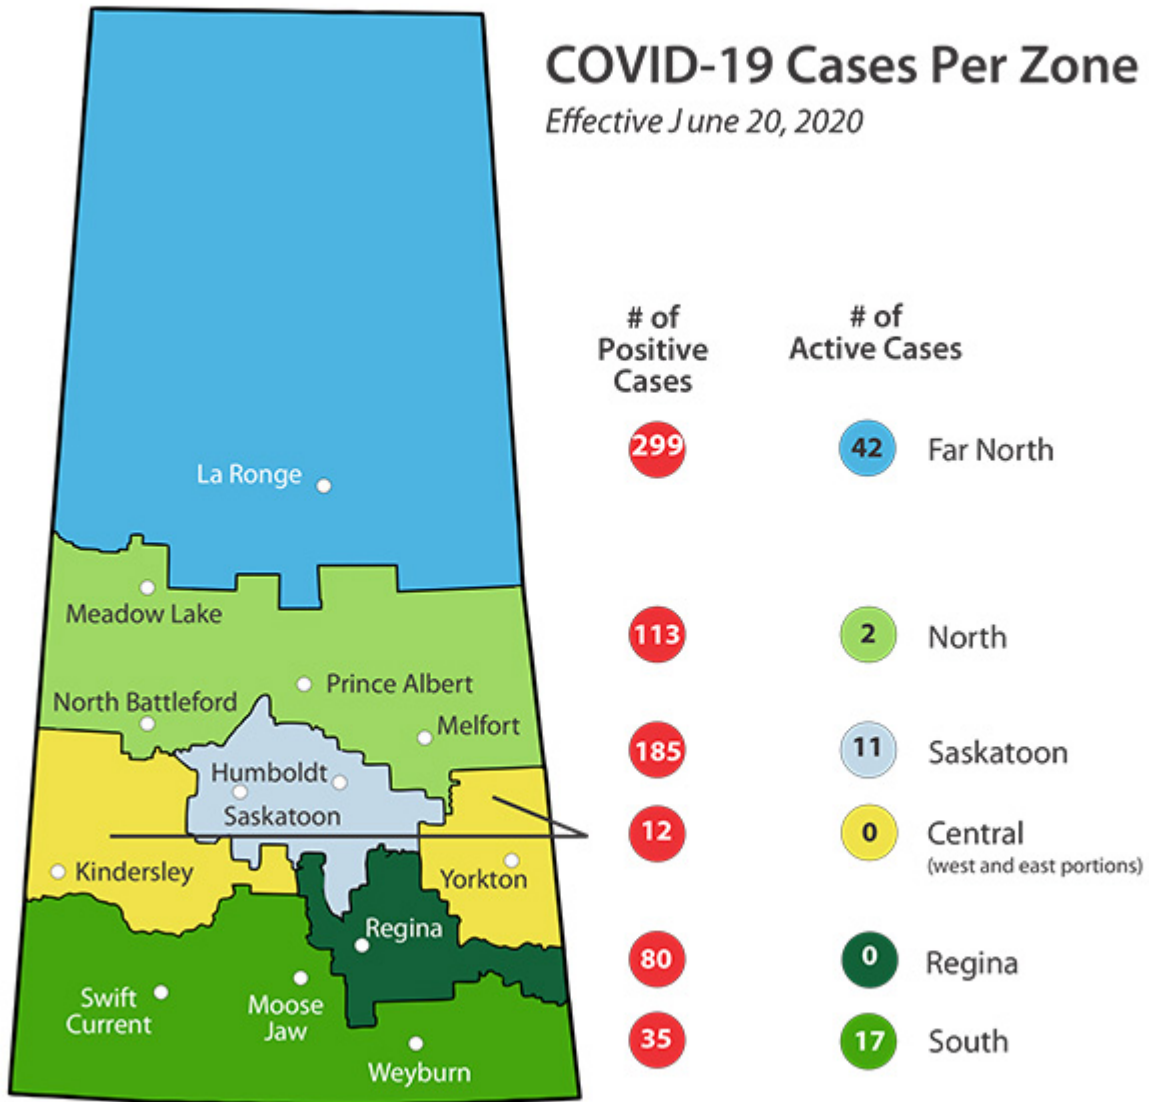 COVID-19 Cases Per Zone
Effective J une 20, 2020
# of
Positive
Cases
# of
Active Cases
299
42
Far North
La Ronge
Meadow Lake
113
2
North
Prince Albert
North Battleford
Melfort
185
11
Saskatoon
Humboldt
Saskatoon
12
0
Central
(west and east portions)
Kindersley
Yorkton
Regina
80
0
Regina
Swift
Current
Moose
Jaw
35
17
South
Weyburn